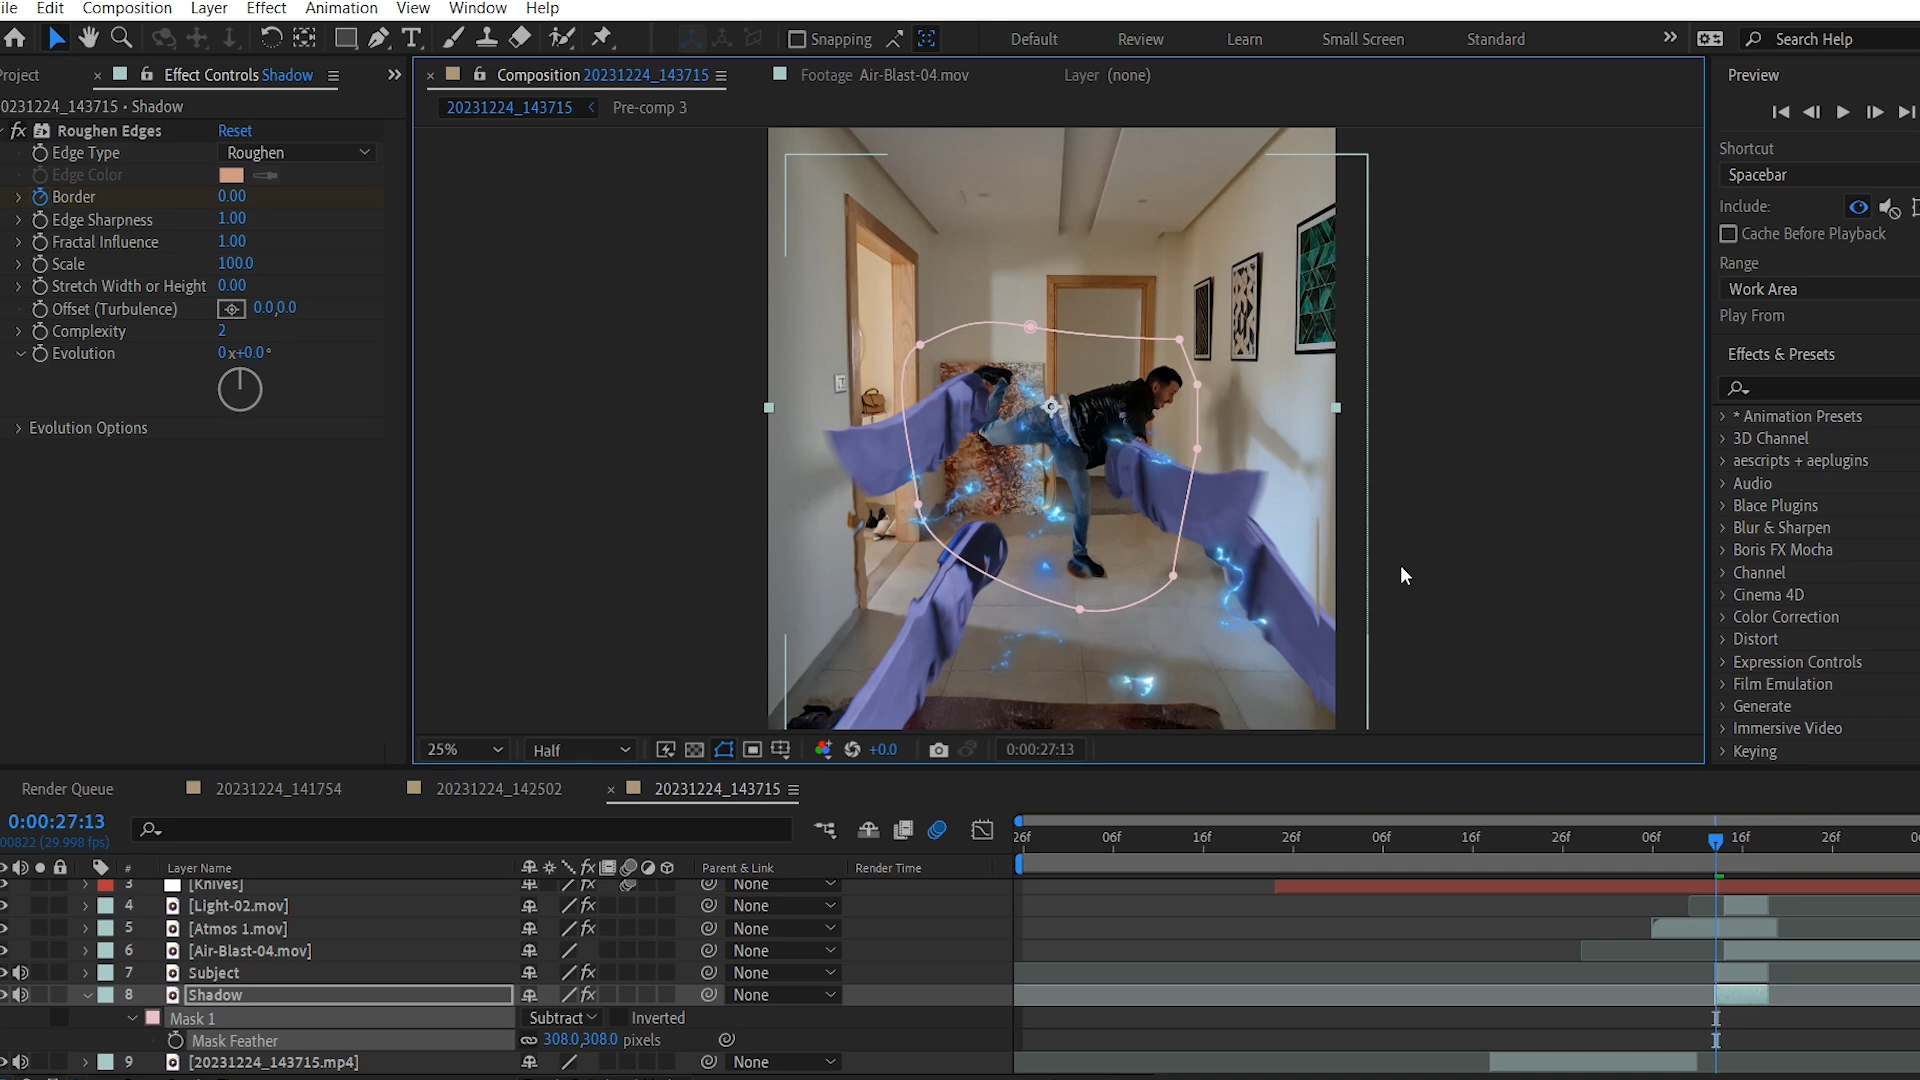 ile Edit Composition Layer Effect Animation View Window Help
Snapping Default Review Learn Small Screen Standard Search Help
roject Effect Controls Shadow
0231224_143715 • Shadow
fx Roughen Edges Reset
Edge Type Roughen
Edge Color
Border 0.00
Edge Sharpness 1.00
Fractal Influence 1.00
Scale 100.0
Stretch Width or Height 0.00
Offset (Turbulence) 0.0,0.0
Complexity 2
Evolution 0x+0.0°
Evolution Options
Composition 20231224_143715 Footage Air-Blast-04.mov Layer (none)
20231224_143715 Pre-comp 3
25% Half +0.0 0:00:27:13
Preview
Shortcut
Spacebar
Include:
Cache Before Playback
Range
Work Area
Play From
Effects & Presets
* Animation Presets
3D Channel
aescripts + aeplugins
Audio
Blace Plugins
Blur & Sharpen
Boris FX Mocha
Channel
Cinema 4D
Color Correction
Distort
Expression Controls
Film Emulation
Generate
Immersive Video
Keying
Render Queue 20231224_141754 20231224_142502 20231224_143715
0:00:27:13
00822 (29.998 fps)
26f 06f 16f 26f 06f 16f 26f 06f 16f 26f 0
# Layer Name fx Parent & Link Render Time
3 [Knives] fx None
4 [Light-02.mov] fx None
5 [Atmos 1.mov] fx None
6 [Air-Blast-04.mov] None
7 Subject fx None
8 Shadow fx None
Mask 1 Subtract Inverted
Mask Feather 308.0,308.0 pixels
9 [20231224_143715.mp4] None